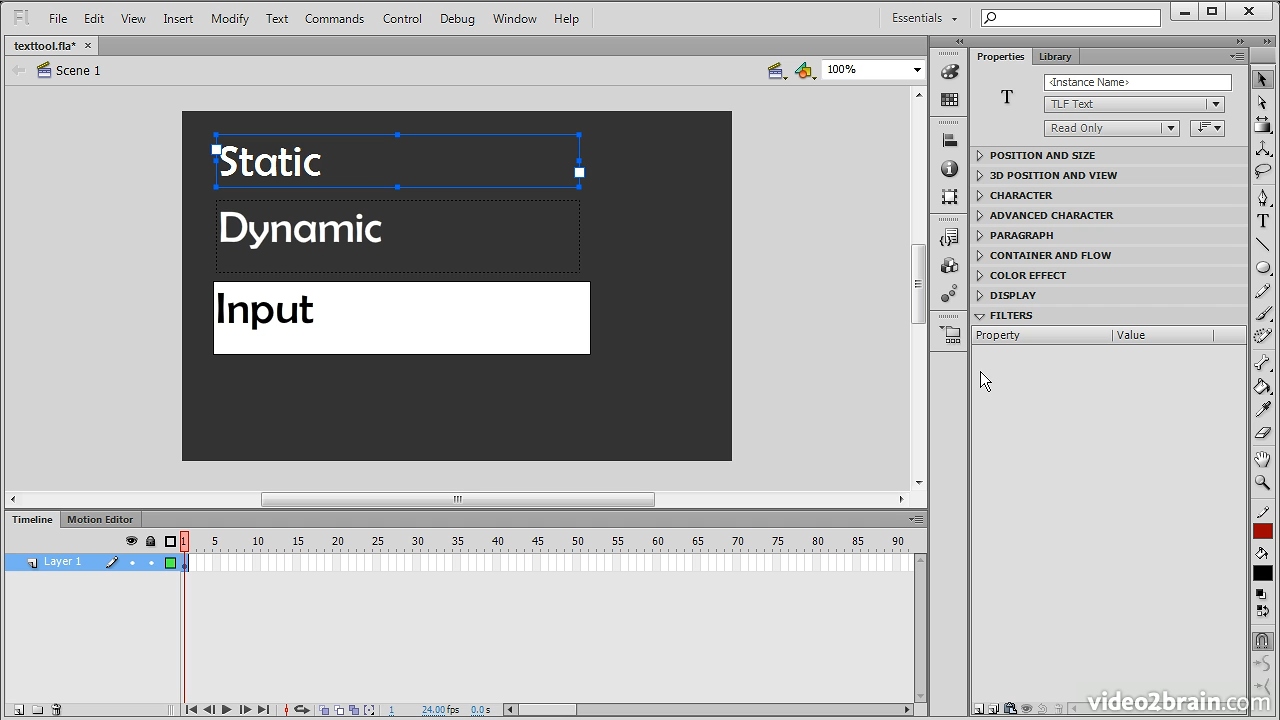 Fl File Edit View Insert Modify Text Commands Control Debug Window Help Essentials
texttool.fla*
Scene 1 100%
Properties Library
<Instance Name>
T TLF Text
Read Only
POSITION AND SIZE
3D POSITION AND VIEW
CHARACTER
ADVANCED CHARACTER
PARAGRAPH
CONTAINER AND FLOW
COLOR EFFECT
DISPLAY
FILTERS
Property Value
Static
Dynamic
Input
Timeline Motion Editor
1 5 10 15 20 25 30 35 40 45 50 55 60 65 70 75 80 85 90
Layer 1
1 24.00 fps 0.0 s
video2brain.com